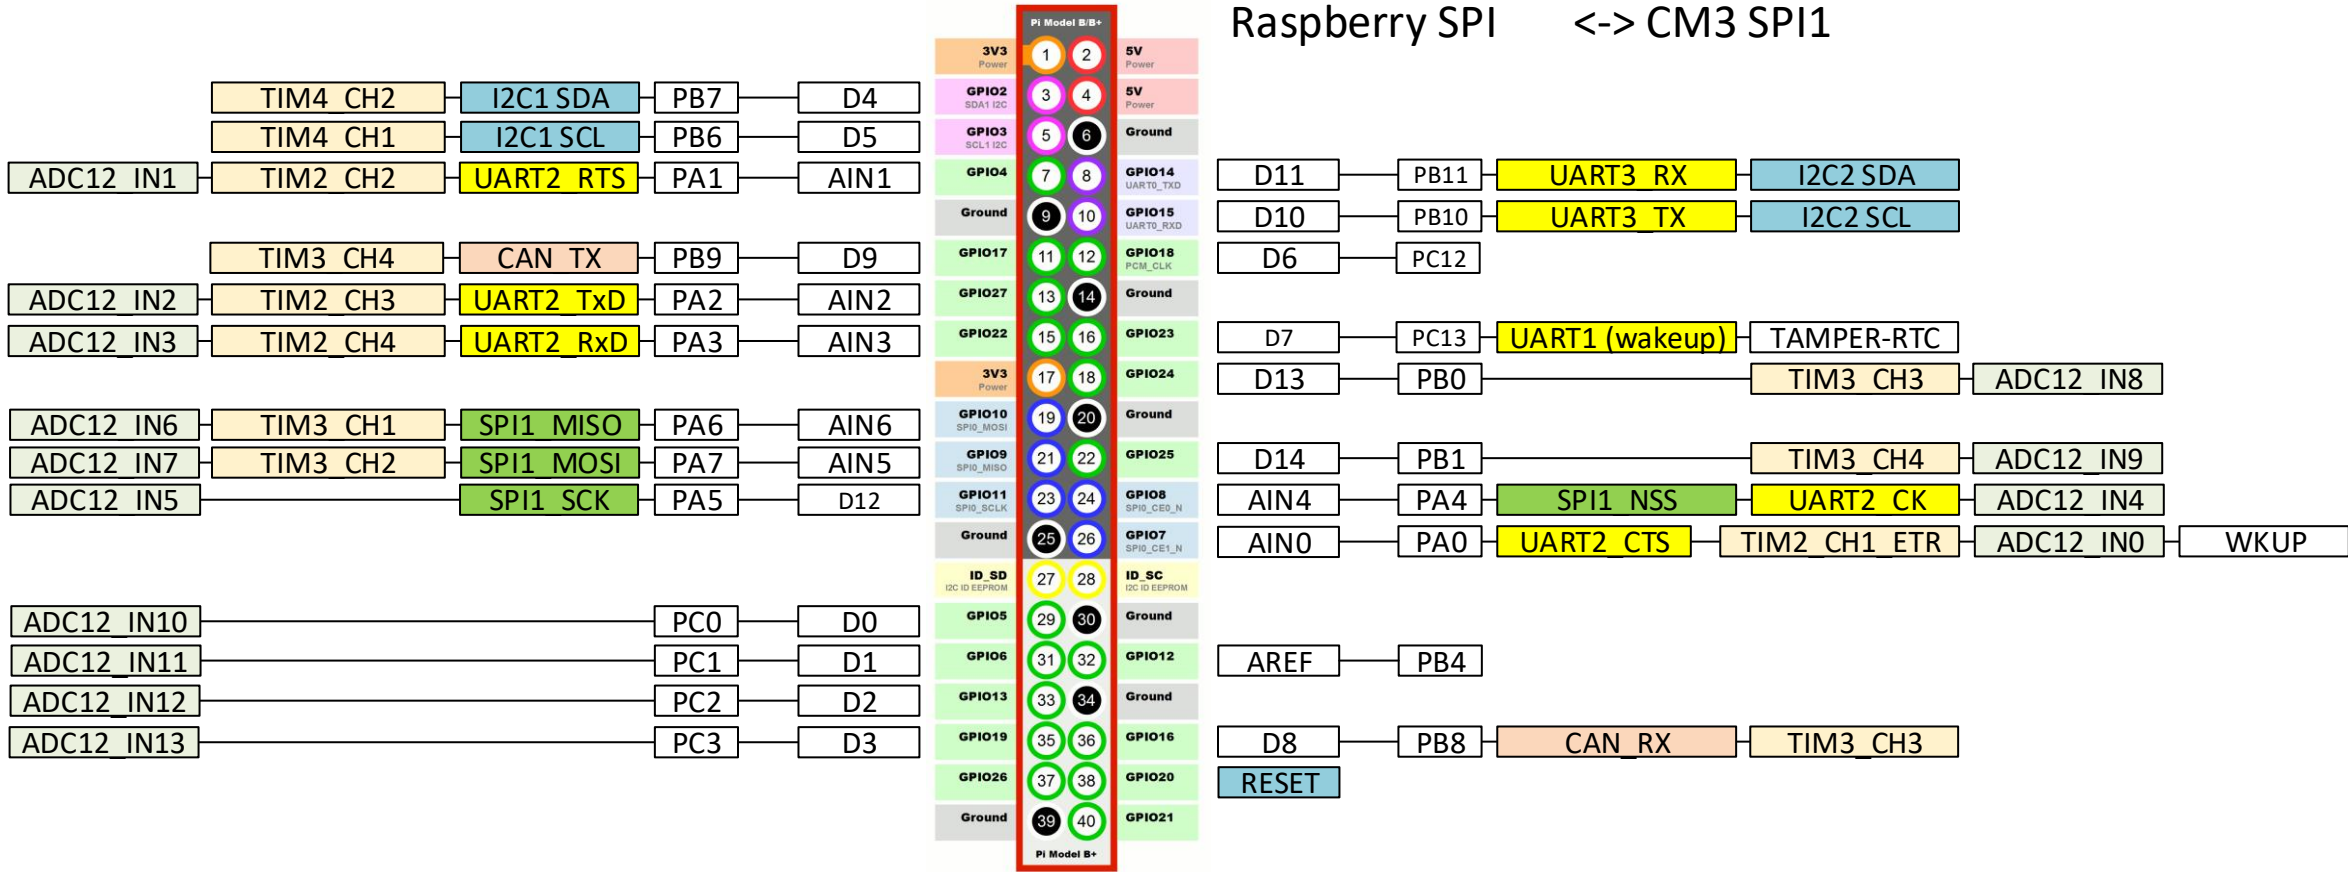 Raspberry SPI <-> CM3 SPI1
Pi Model B/B+
3V3 Power 1 2 5V Power
TIM4_CH2 I2C1 SDA PB7 D4 GPIO2 SDA1 I2C 3 4 5V Power
TIM4_CH1 I2C1 SCL PB6 D5 GPIO3 SCL1 I2C 5 6 Ground
ADC12_IN1 TIM2_CH2 UART2_RTS PA1 AIN1 GPIO4 7 8 GPIO14 UART0_TXD D11 PB11 UART3_RX I2C2 SDA
Ground 9 10 GPIO15 UART0_RXD D10 PB10 UART3_TX I2C2 SCL
TIM3_CH4 CAN_TX PB9 D9 GPIO17 11 12 GPIO18 PCM_CLK D6 PC12
ADC12_IN2 TIM2_CH3 UART2_TxD PA2 AIN2 GPIO27 13 14 Ground
ADC12_IN3 TIM2_CH4 UART2_RxD PA3 AIN3 GPIO22 15 16 GPIO23 D7 PC13 UART1 (wakeup) TAMPER-RTC
3V3 Power 17 18 GPIO24 D13 PB0 TIM3_CH3 ADC12_IN8
ADC12_IN6 TIM3_CH1 SPI1_MISO PA6 AIN6 GPIO10 SPI0_MOSI 19 20 Ground
ADC12_IN7 TIM3_CH2 SPI1_MOSI PA7 AIN5 GPIO9 SPI0_MISO 21 22 GPIO25 D14 PB1 TIM3_CH4 ADC12_IN9
ADC12_IN5 SPI1_SCK PA5 D12 GPIO11 SPI0_SCLK 23 24 GPIO8 SPI0_CE0_N AIN4 PA4 SPI1_NSS UART2_CK ADC12_IN4
Ground 25 26 GPIO7 SPI0_CE1_N AIN0 PA0 UART2_CTS TIM2_CH1_ETR ADC12_IN0 WKUP
ID_SD I2C ID EEPROM 27 28 ID_SC I2C ID EEPROM
ADC12_IN10 PC0 D0 GPIO5 29 30 Ground
ADC12_IN11 PC1 D1 GPIO6 31 32 GPIO12 AREF PB4
ADC12_IN12 PC2 D2 GPIO13 33 34 Ground
ADC12_IN13 PC3 D3 GPIO19 35 36 GPIO16 D8 PB8 CAN_RX TIM3_CH3
GPIO26 37 38 GPIO20 RESET
Ground 39 40 GPIO21
Pi Model B+